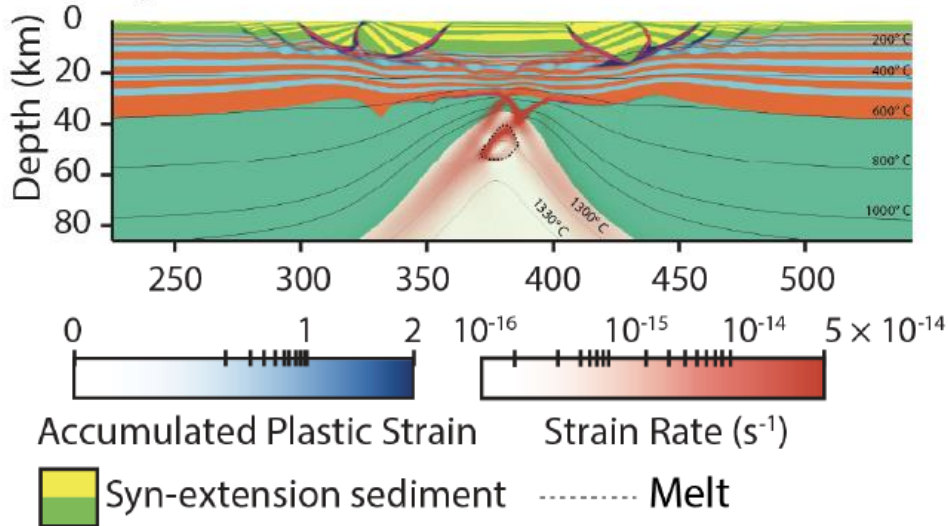 0
20
40
60
80
Depth (km)
200° C
400° C
600° C
800° C
1000° C
1300° C
1330° C
250 300 350 400 450 500
0 1 2
10⁻¹⁶ 10⁻¹⁵ 10⁻¹⁴ 5 × 10⁻¹⁴
Accumulated Plastic Strain
Strain Rate (s⁻¹)
Syn-extension sediment
Melt